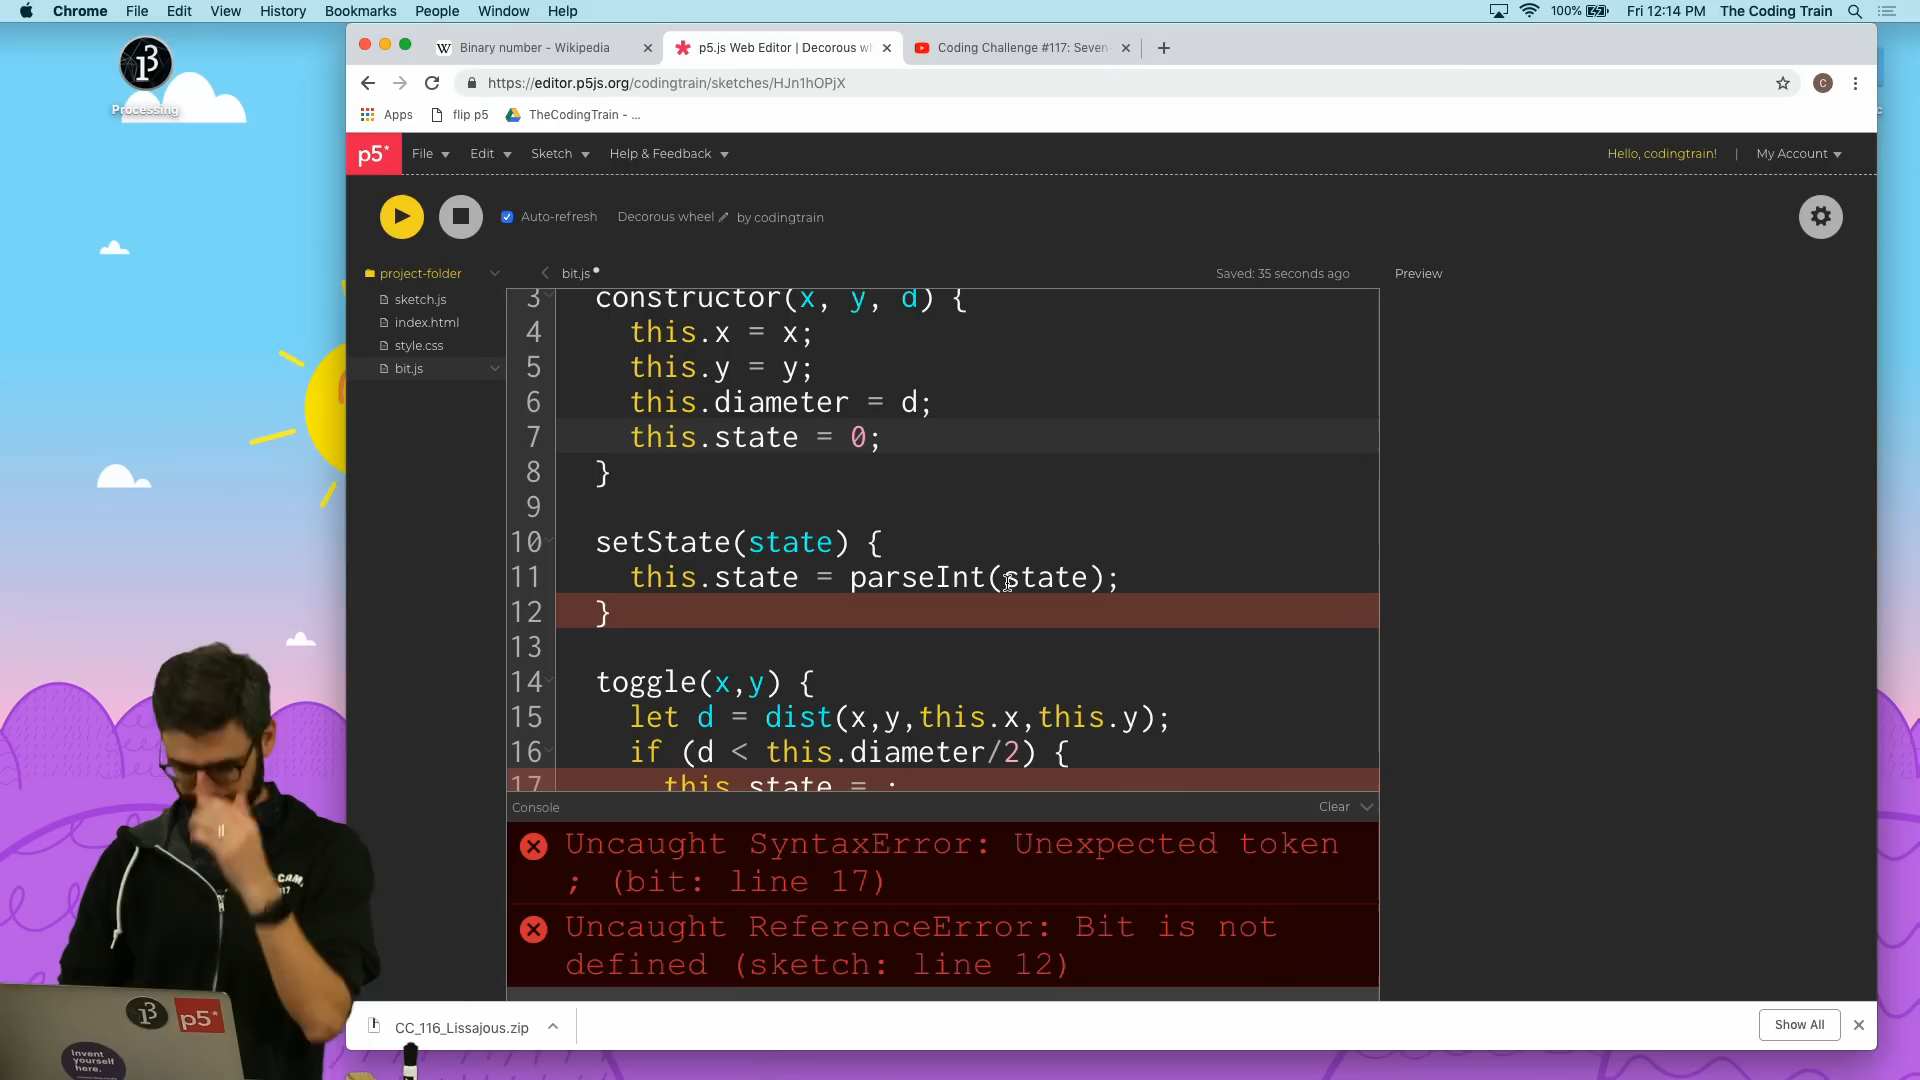 Chrome File Edit View History Bookmarks People Window Help 100% Fri 12:14 PM The Coding Train
Processing
W Binary number - Wikipedia
p5.js Web Editor | Decorous wh
Coding Challenge #117: Seven-
https://editor.p5js.org/codingtrain/sketches/HJn1hOPjX
C
Apps flip p5 TheCodingTrain - ...
p5* File Edit Sketch Help & Feedback Hello, codingtrain! | My Account
Auto-refresh Decorous wheel by codingtrain
project-folder
sketch.js
index.html
style.css
bit.js
bit.js
Saved: 35 seconds ago
Preview
3 constructor(x, y, d) {
4 this.x = x;
5 this.y = y;
6 this.diameter = d;
7 this.state = 0;
8 }
9
10 setState(state) {
11 this.state = parseInt(state);
12 }
13
14 toggle(x,y) {
15 let d = dist(x,y,this.x,this.y);
16 if (d < this.diameter/2) {
17 this.state = ;
Console Clear
Uncaught SyntaxError: Unexpected token
; (bit: line 17)
Uncaught ReferenceError: Bit is not
defined (sketch: line 12)
CC_116_Lissajous.zip
Show All
p5*
Invent
yourself
here.